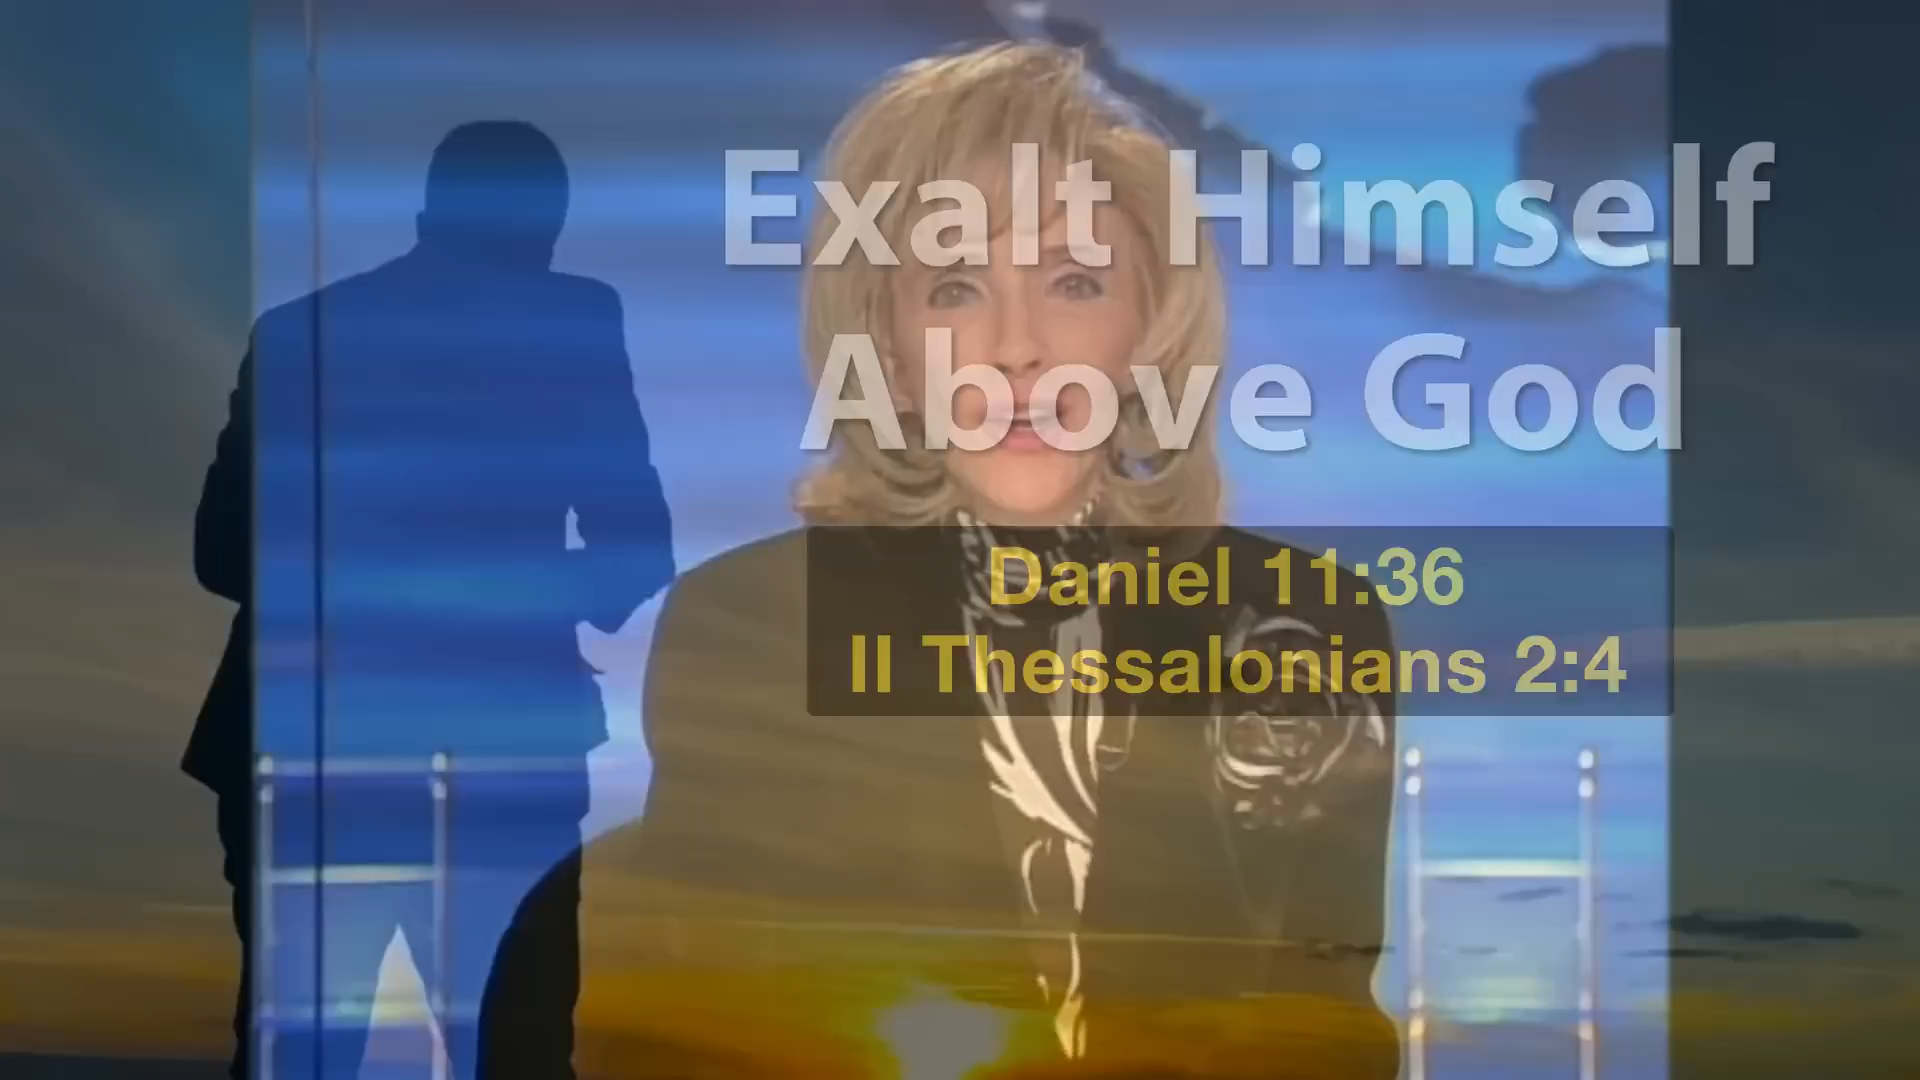 Exalt Himself
Above God
Daniel 11:36
II Thessalonians 2:4